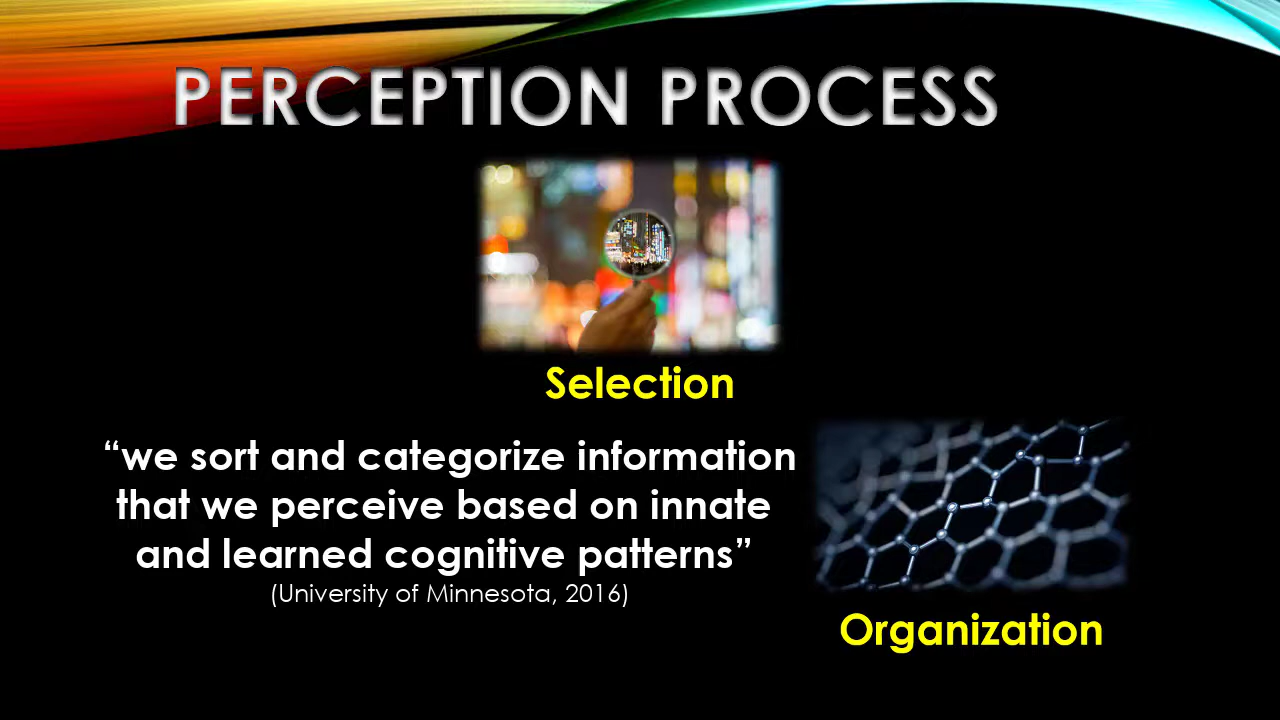 PERCEPTION PROCESS
Selection
“we sort and categorize information
that we perceive based on innate
and learned cognitive patterns”
(University of Minnesota, 2016)
Organization